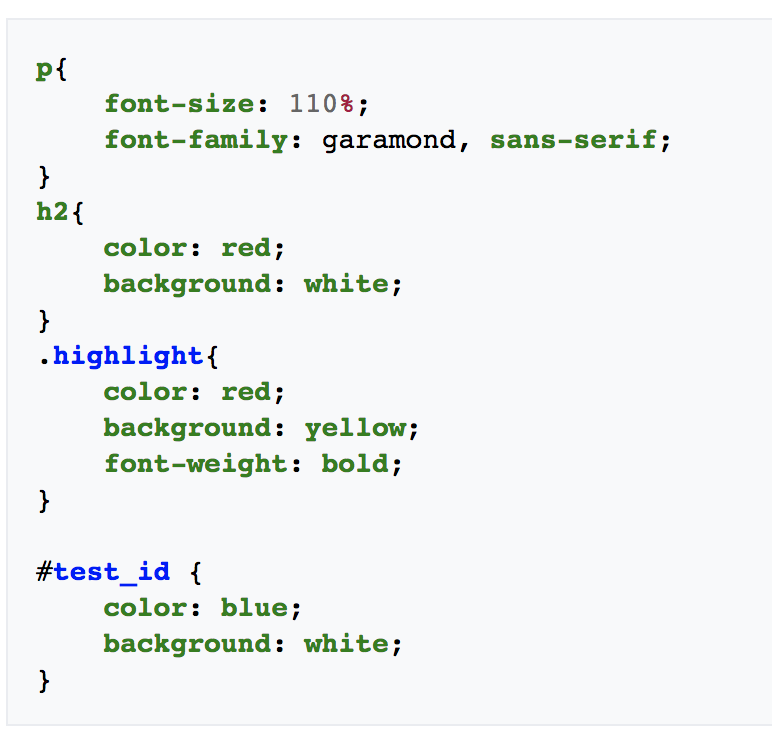 p{
    font-size: 110%;
    font-family: garamond, sans-serif;
}
h2{
    color: red;
    background: white;
}
.highlight{
    color: red;
    background: yellow;
    font-weight: bold;
}

#test_id {
    color: blue;
    background: white;
}